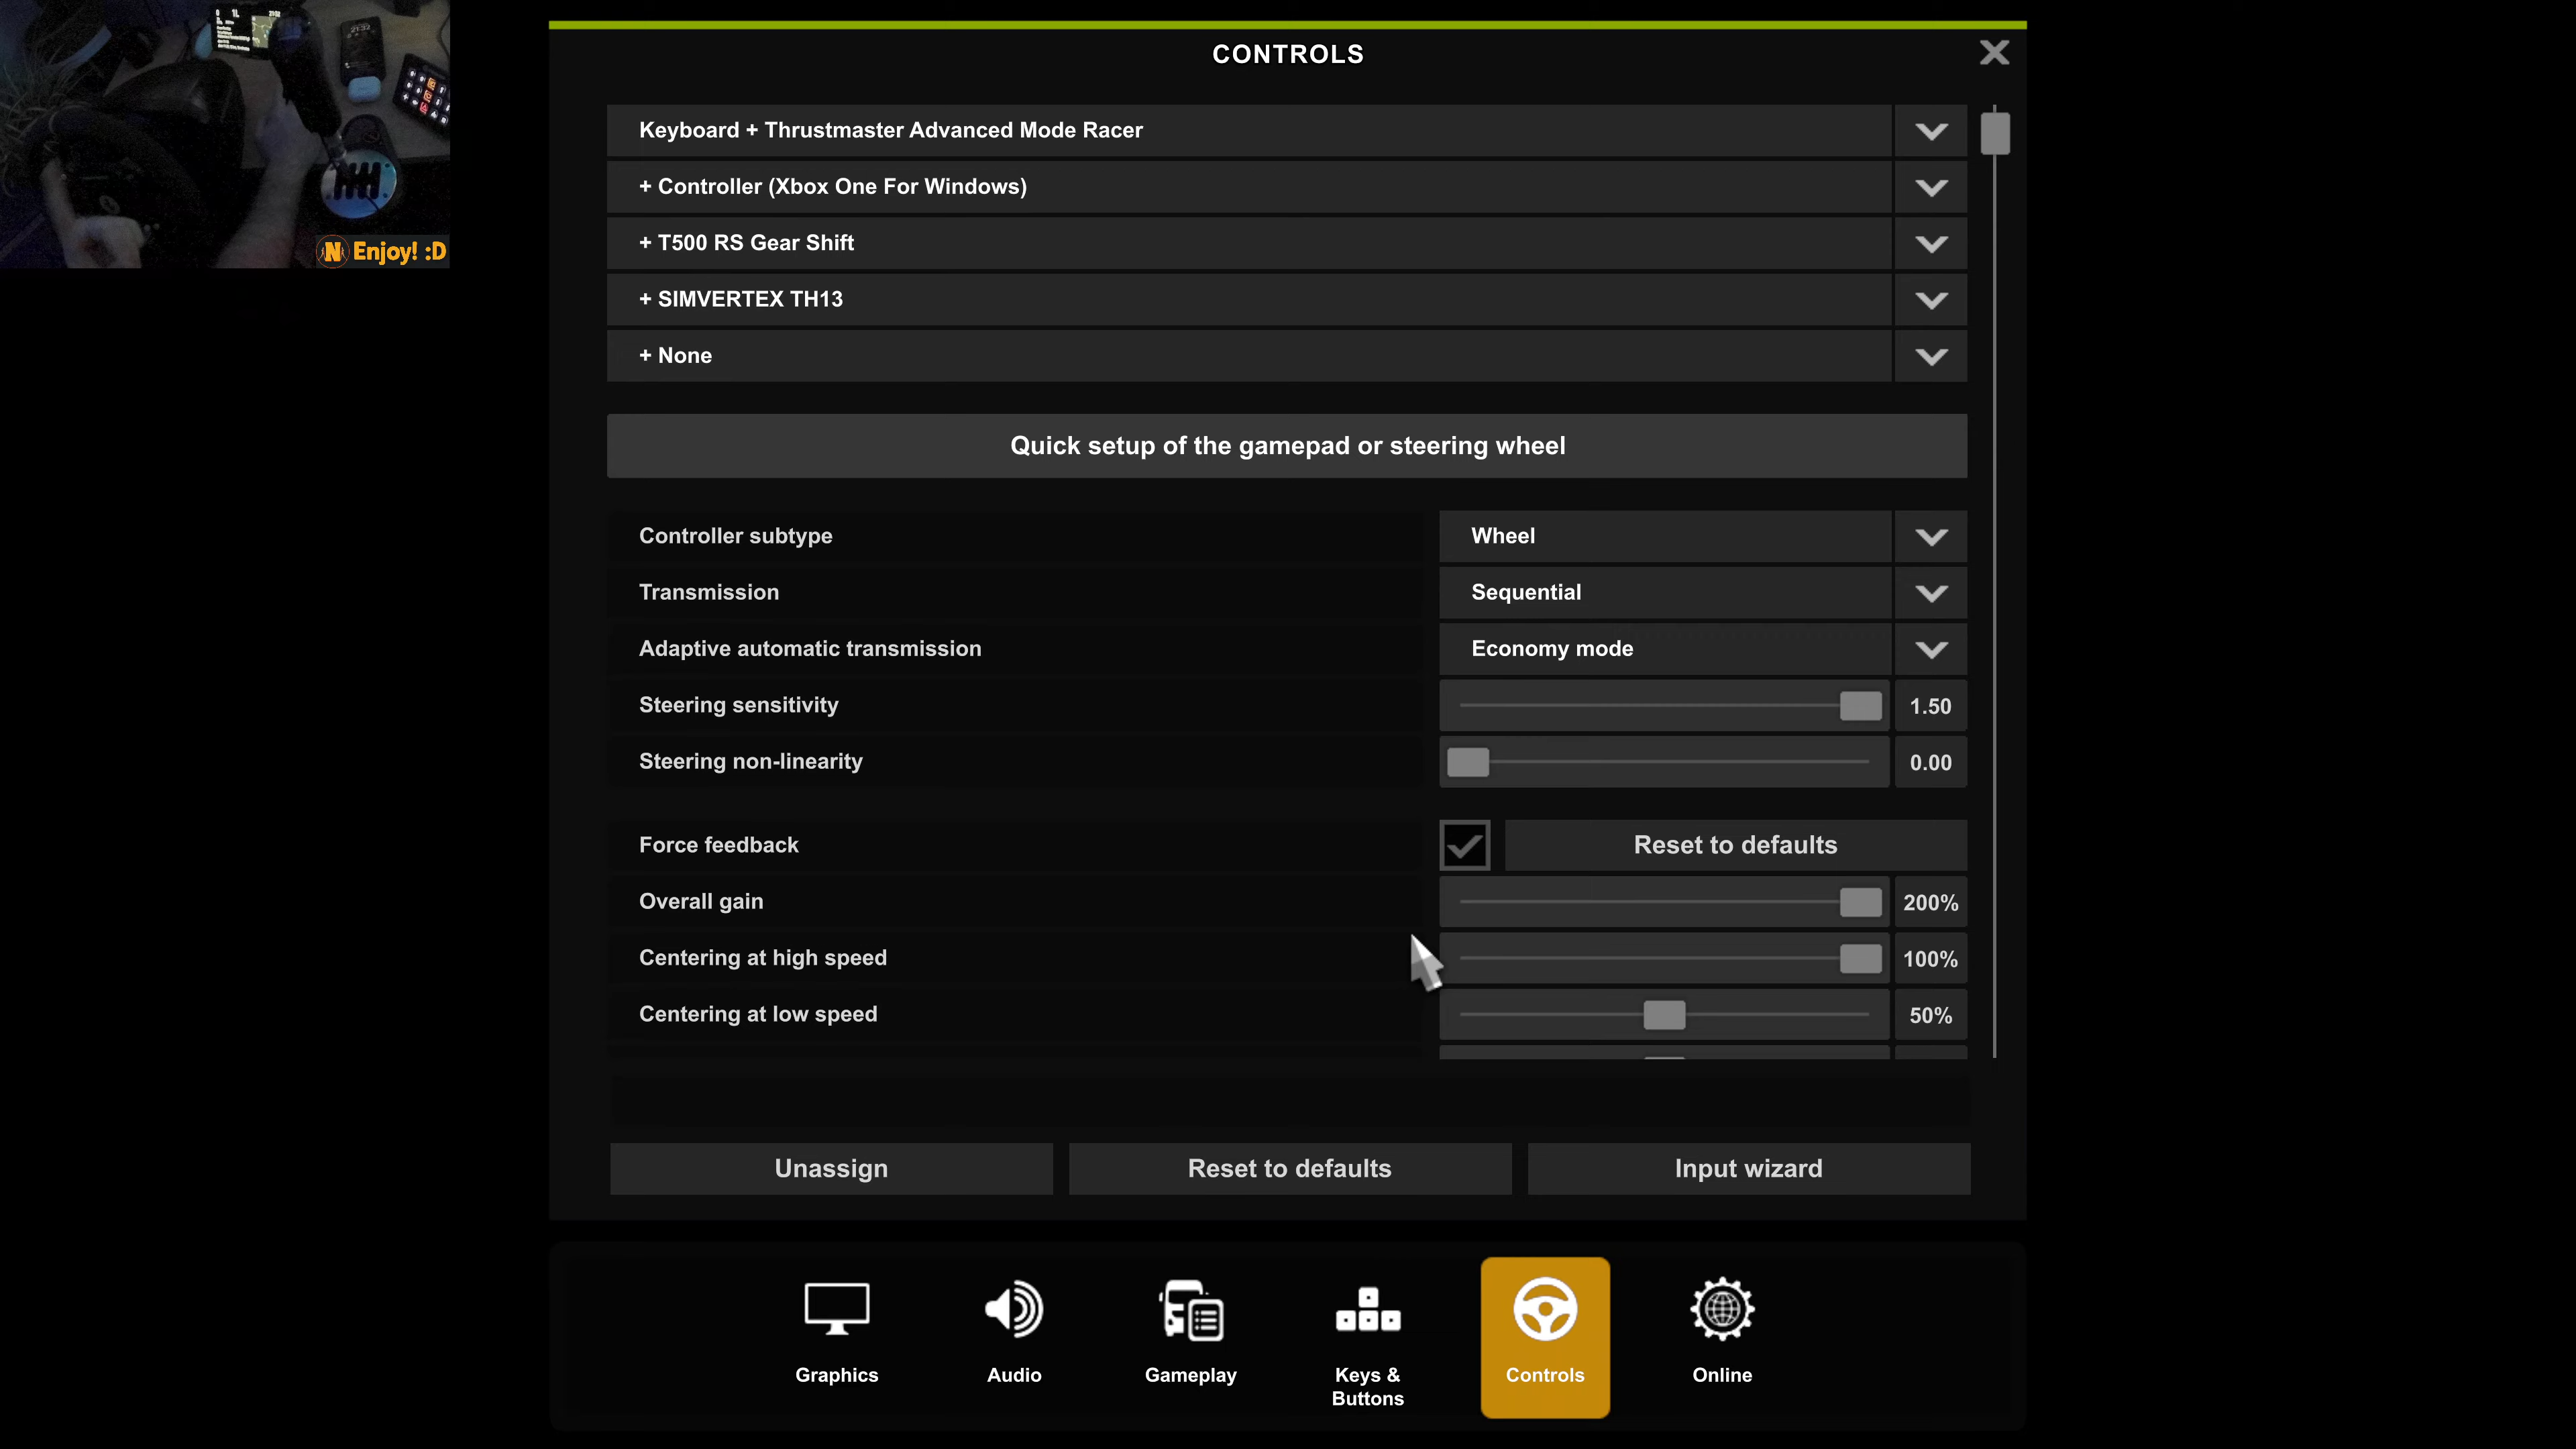 CONTROLS
Keyboard + Thrustmaster Advanced Mode Racer
+ Controller (Xbox One For Windows)
+ T500 RS Gear Shift
+ SIMVERTEX TH13
+ None
Quick setup of the gamepad or steering wheel
Controller subtype Wheel
Transmission Sequential
Adaptive automatic transmission Economy mode
Steering sensitivity 1.50
Steering non-linearity 0.00
Force feedback Reset to defaults
Overall gain 200%
Centering at high speed 100%
Centering at low speed 50%
Unassign Reset to defaults Input wizard
Graphics Audio Gameplay Keys & Buttons Controls Online
N Enjoy! :D